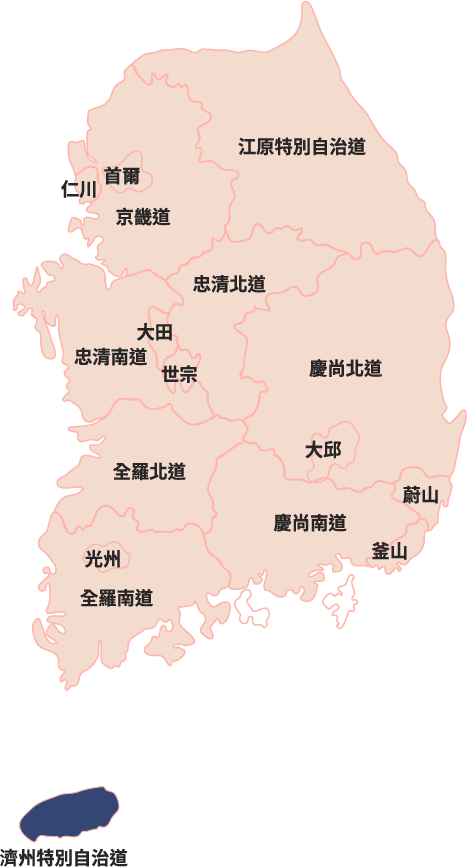 江原特別自治道
首爾
仁川
京畿道
忠清北道
大田
忠清南道
世宗
慶尚北道
大邱
全羅北道
蔚山
慶尚南道
釜山
光州
全羅南道
濟州特別自治道